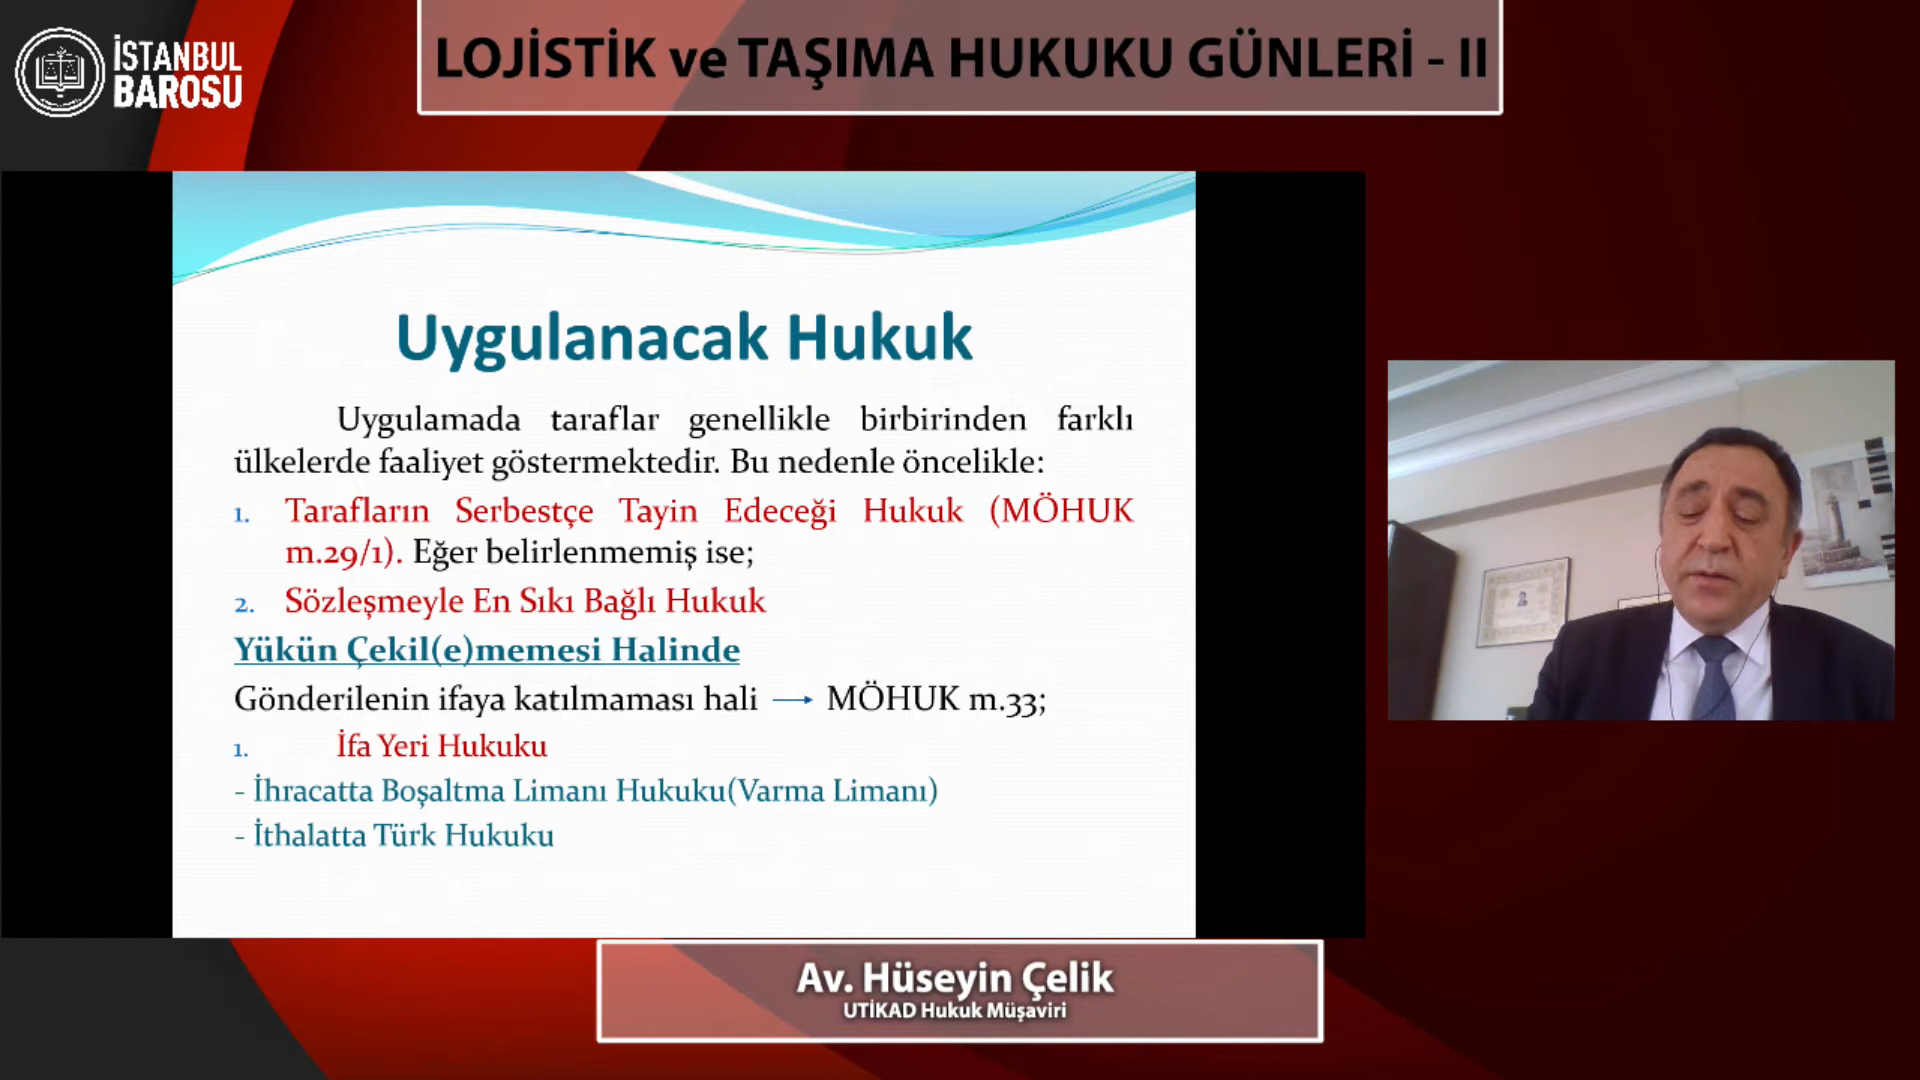 İSTANBUL
BAROSU
LOJİSTİK ve TAŞIMA HUKUKU GÜNLERİ - II
Uygulanacak Hukuk
Uygulamada taraflar genellikle birbirinden farklı
ülkelerde faaliyet göstermektedir. Bu nedenle öncelikle:
1. Tarafların Serbestçe Tayin Edeceği Hukuk (MÖHUK
m.29/1). Eğer belirlenmemiş ise;
2. Sözleşmeyle En Sıkı Bağlı Hukuk
Yükün Çekil(e)memesi Halinde
Gönderilenin ifaya katılmaması hali → MÖHUK m.33;
1. İfa Yeri Hukuku
- İhracatta Boşaltma Limanı Hukuku(Varma Limanı)
- İthalatta Türk Hukuku
Av. Hüseyin Çelik
UTİKAD Hukuk Müşaviri